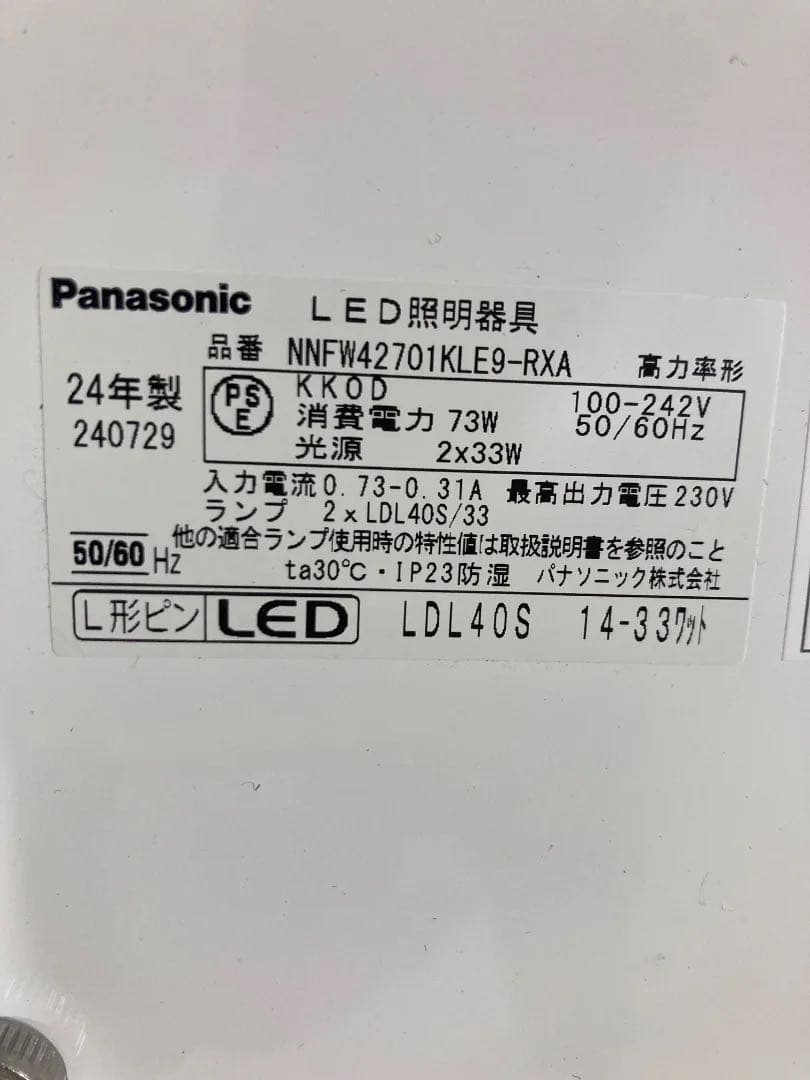 Panasonic LED照明器具
品番 NNFW42701KLE9-RXA 高力率形
24年製
240729
PS
E
KKOD 100-242V
消費電力 73W 50/60Hz
光源 2x33W
入力電流0.73-0.31A 最高出力電圧230V
ランプ 2xLDL40S/33
他の適合ランプ使用時の特性値は取扱説明書を参照のこと
50/60 Hz
ta30℃・IP23防湿 パナソニック株式会社
L形ピン LED LDL40S 14-33ワット